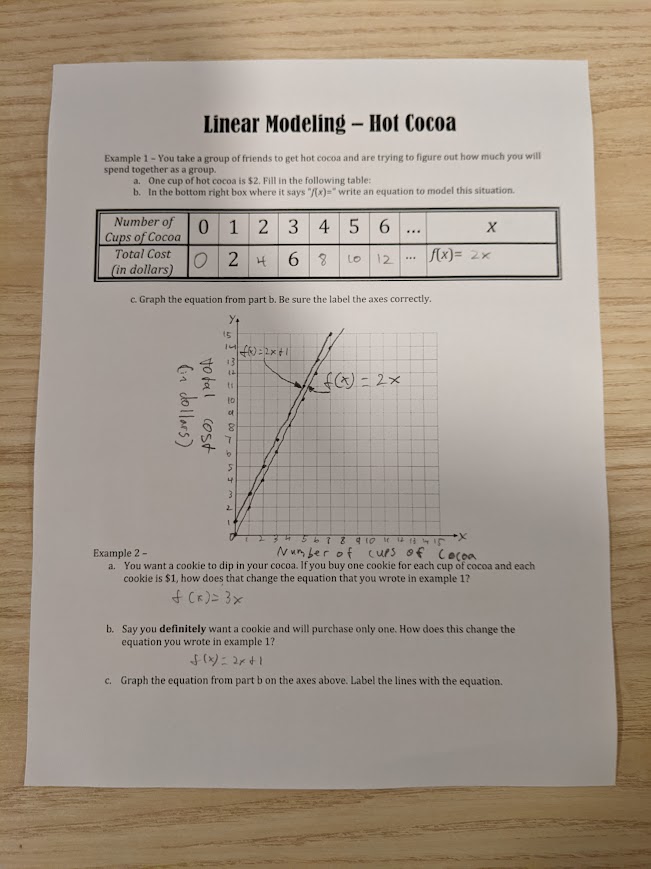 Linear Modeling – Hot Cocoa
Example 1 – You take a group of friends to get hot cocoa and are trying to figure out how much you will
spend together as a group.
a. One cup of hot cocoa is $2. Fill in the following table:
b. In the bottom right box where it says "f(x)=" write an equation to model this situation.
Number of Cups of Cocoa 0 1 2 3 4 5 6 ... X
Total Cost (in dollars) 0 2 4 6 8 10 12 ... f(x)= 2x
c. Graph the equation from part b. Be sure the label the axes correctly.
y
15
14 f(x)=2x+1
13
12
11 f(x) = 2x
10
9
8
7
6
5
4
3
2
1
0 1 2 3 4 5 6 7 8 9 10 11 12 13 14 15 x
total cost
(in dollars)
Number of cups of cocoa
Example 2 –
a. You want a cookie to dip in your cocoa. If you buy one cookie for each cup of cocoa and each
cookie is $1, how does that change the equation that you wrote in example 1?
f(x)= 3x
b. Say you definitely want a cookie and will purchase only one. How does this change the
equation you wrote in example 1?
f(x)= 2x+1
c. Graph the equation from part b on the axes above. Label the lines with the equation.